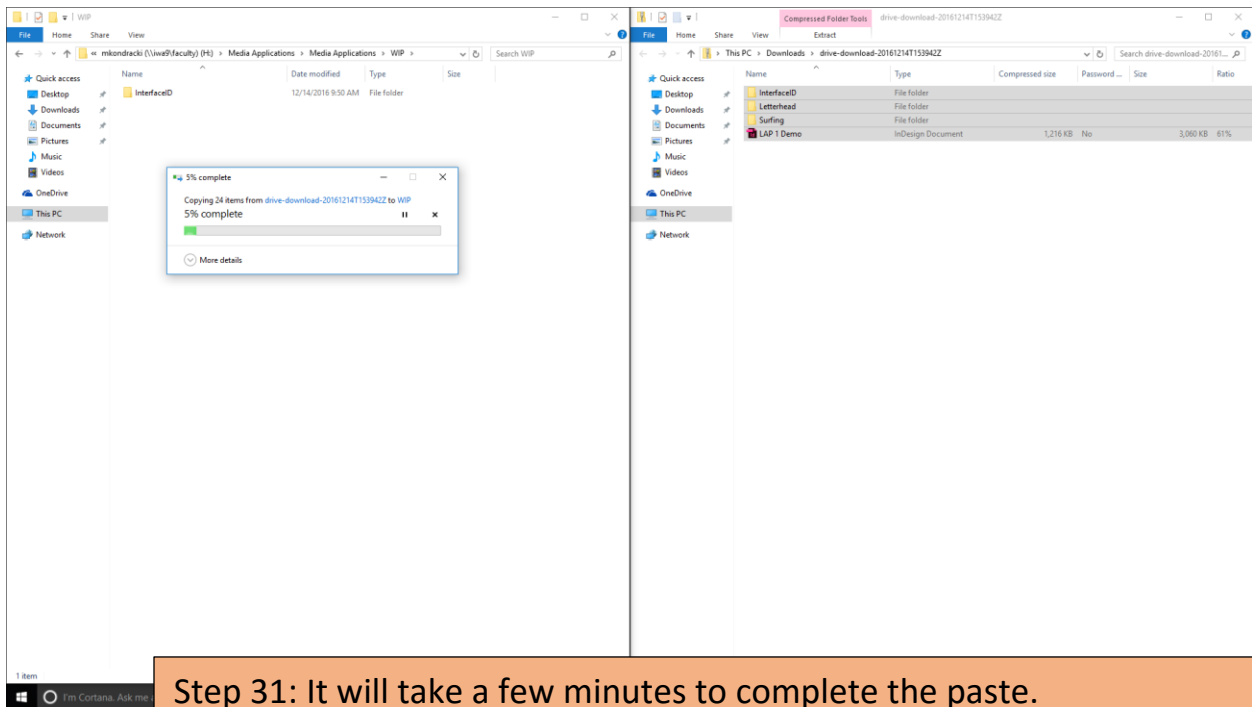 WIP
File Home Share View
« mkondracki (\\iwa9\faculty) (H:) › Media Applications › Media Applications › WIP ›
Search WIP
Quick access
Desktop
Downloads
Documents
Pictures
Music
Videos
OneDrive
This PC
Network
Name Date modified Type Size
InterfaceID 12/14/2016 9:50 AM File folder
5% complete
Copying 24 items from drive-download-20161214T153942Z to WIP
5% complete
More details
1 item
I'm Cortana. Ask me a
Compressed Folder Tools drive-download-20161214T153942Z
File Home Share View Extract
› This PC › Downloads › drive-download-20161214T153942Z
Search drive-download-20161...
Quick access
Desktop
Downloads
Documents
Pictures
Music
Videos
OneDrive
This PC
Network
Name Type Compressed size Password ... Size Ratio
InterfaceID File folder
Letterhead File folder
Surfing File folder
LAP 1 Demo InDesign Document 1,216 KB No 3,060 KB 61%
Step 31: It will take a few minutes to complete the paste.